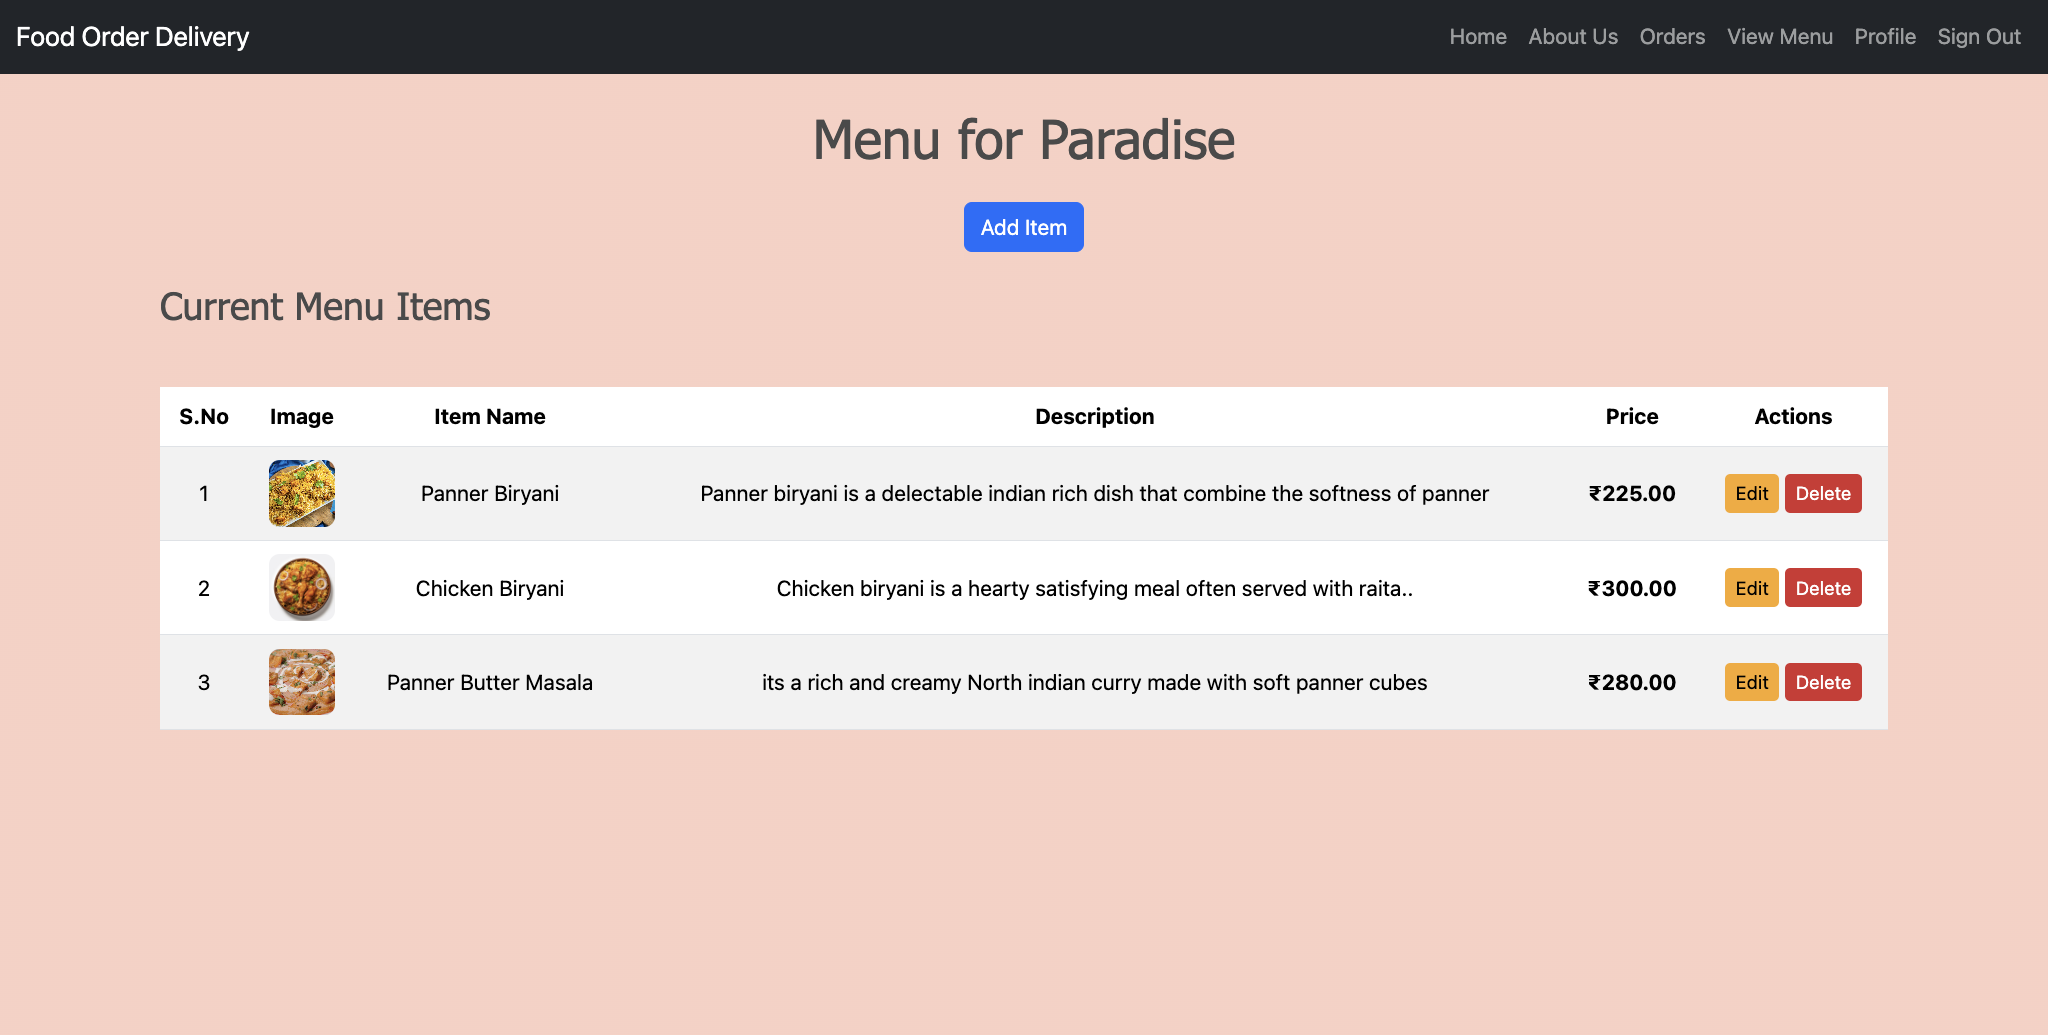 Food Order Delivery Home About Us Orders View Menu Profile Sign Out
Menu for Paradise
Add Item
Current Menu Items
S.No Image Item Name Description Price Actions
1 Panner Biryani Panner biryani is a delectable indian rich dish that combine the softness of panner ₹225.00 Edit Delete
2 Chicken Biryani Chicken biryani is a hearty satisfying meal often served with raita.. ₹300.00 Edit Delete
3 Panner Butter Masala its a rich and creamy North indian curry made with soft panner cubes ₹280.00 Edit Delete